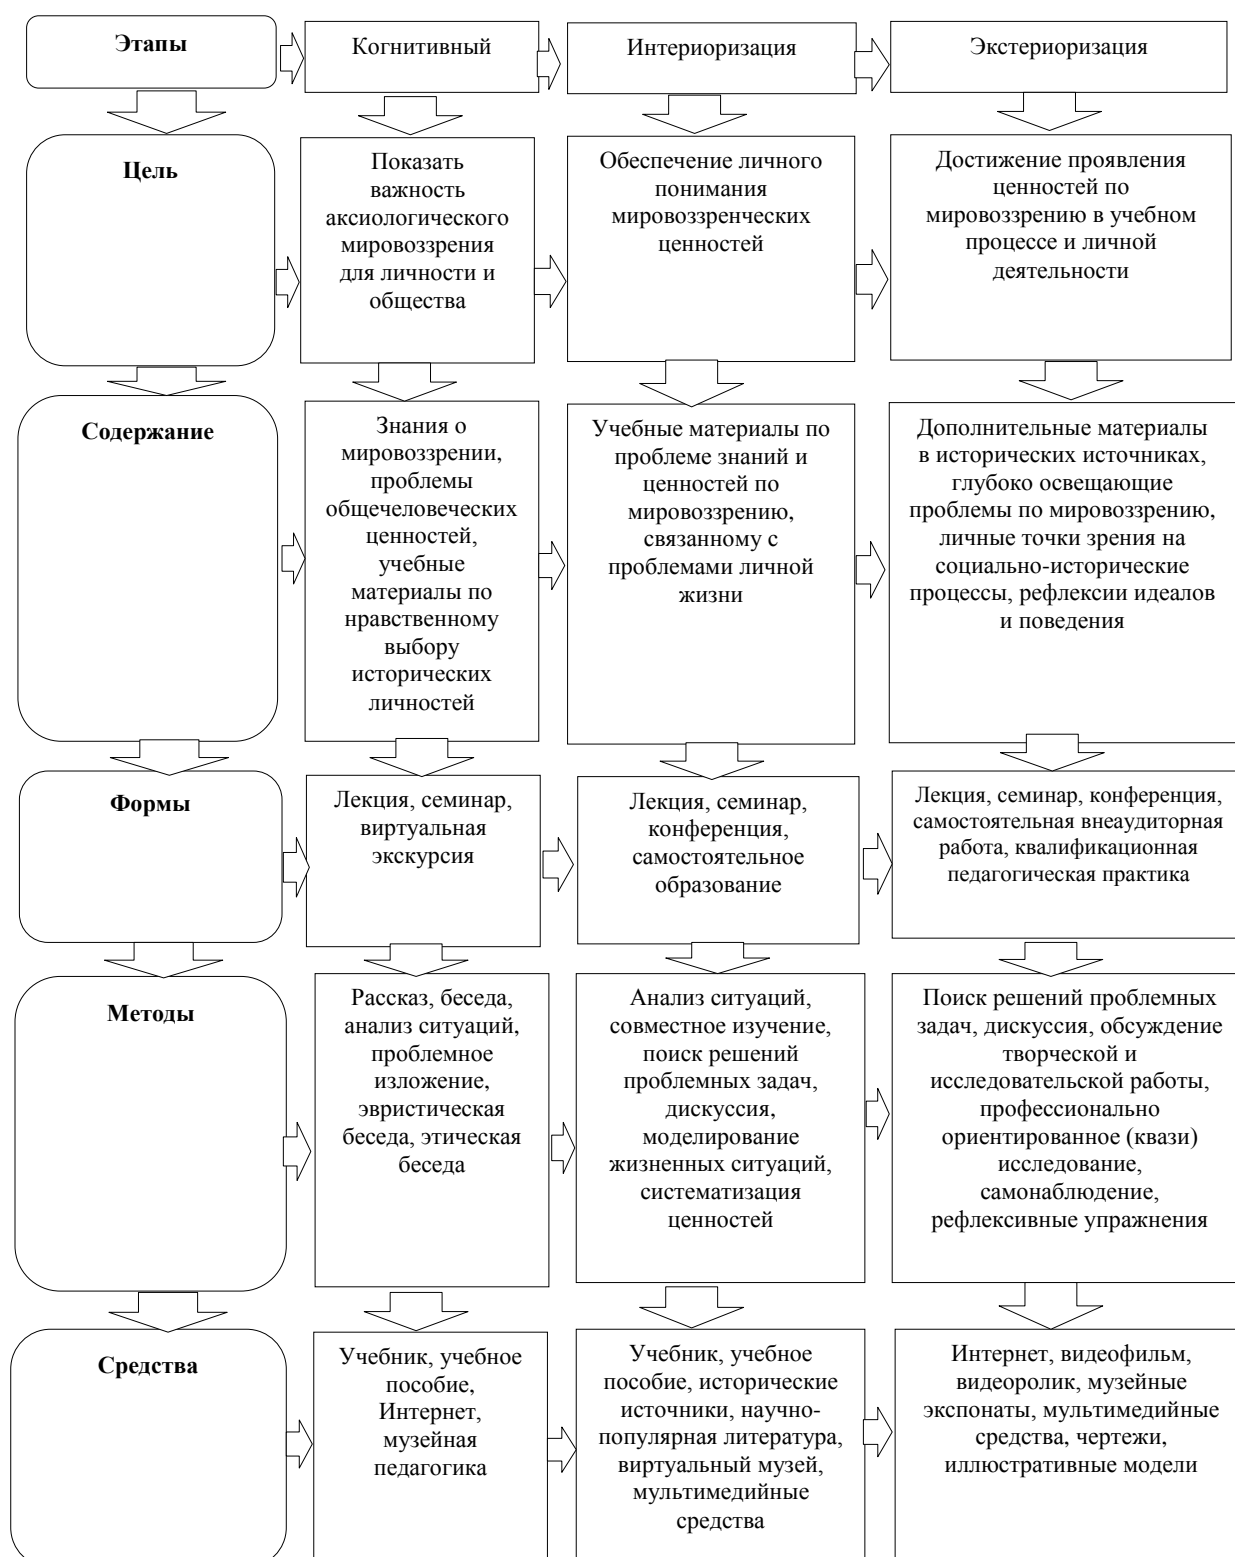 Этапы
Когнитивный
Интериоризация
Экстериоризация
Цель
Показать
важность
аксиологического
мировоззрения
для личности и
общества
Обеспечение личного
понимания
мировоззренческих
ценностей
Достижение проявления
ценностей по
мировоззрению в учебном
процессе и личной
деятельности
Содержание
Знания о
мировоззрении,
проблемы
общечеловеческих
ценностей,
учебные
материалы по
нравственному
выбору
исторических
личностей
Учебные материалы по
проблеме знаний и
ценностей по
мировоззрению,
связанному с
проблемами личной
жизни
Дополнительные материалы
в исторических источниках,
глубоко освещающие
проблемы по мировоззрению,
личные точки зрения на
социально-исторические
процессы, рефлексии идеалов
и поведения
Формы
Лекция, семинар,
виртуальная
экскурсия
Лекция, семинар,
конференция,
самостоятельное
образование
Лекция, семинар, конференция,
самостоятельная внеаудиторная
работа, квалификационная
педагогическая практика
Методы
Рассказ, беседа,
анализ ситуаций,
проблемное
изложение,
эвристическая
беседа, этическая
беседа
Анализ ситуаций,
совместное изучение,
поиск решений
проблемных задач,
дискуссия,
моделирование
жизненных ситуаций,
систематизация
ценностей
Поиск решений проблемных
задач, дискуссия, обсуждение
творческой и
исследовательской работы,
профессионально
ориентированное (квази)
исследование,
самонаблюдение,
рефлексивные упражнения
Средства
Учебник, учебное
пособие,
Интернет,
музейная
педагогика
Учебник, учебное
пособие, исторические
источники, научно-
популярная литература,
виртуальный музей,
мультимедийные
средства
Интернет, видеофильм,
видеоролик, музейные
экспонаты, мультимедийные
средства, чертежи,
иллюстративные модели